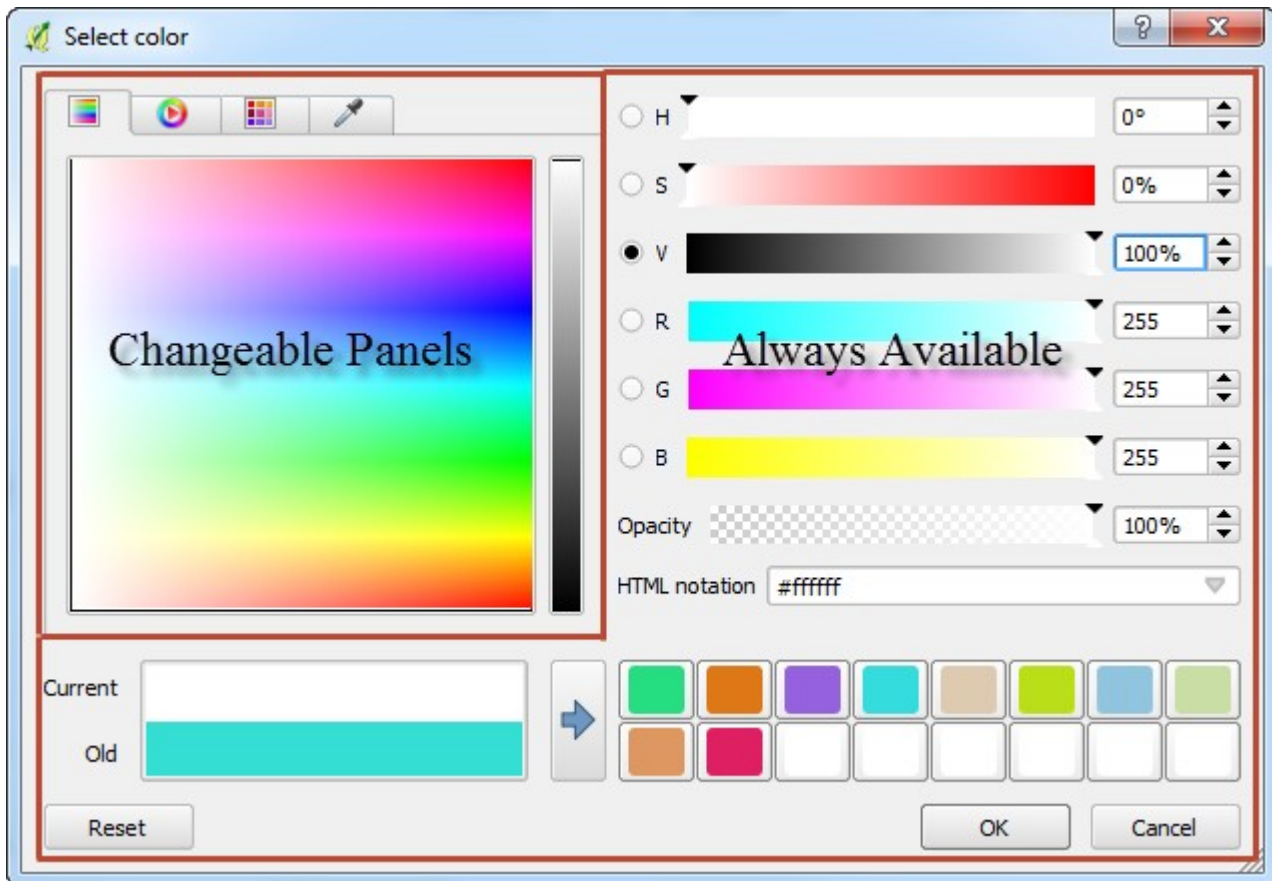 Select color
H 0°
S 0%
V 100%
R 255
G 255
B 255
Changeable Panels
Always Available
Opacity 100%
HTML notation #ffffff
Current
Old
Reset
OK
Cancel